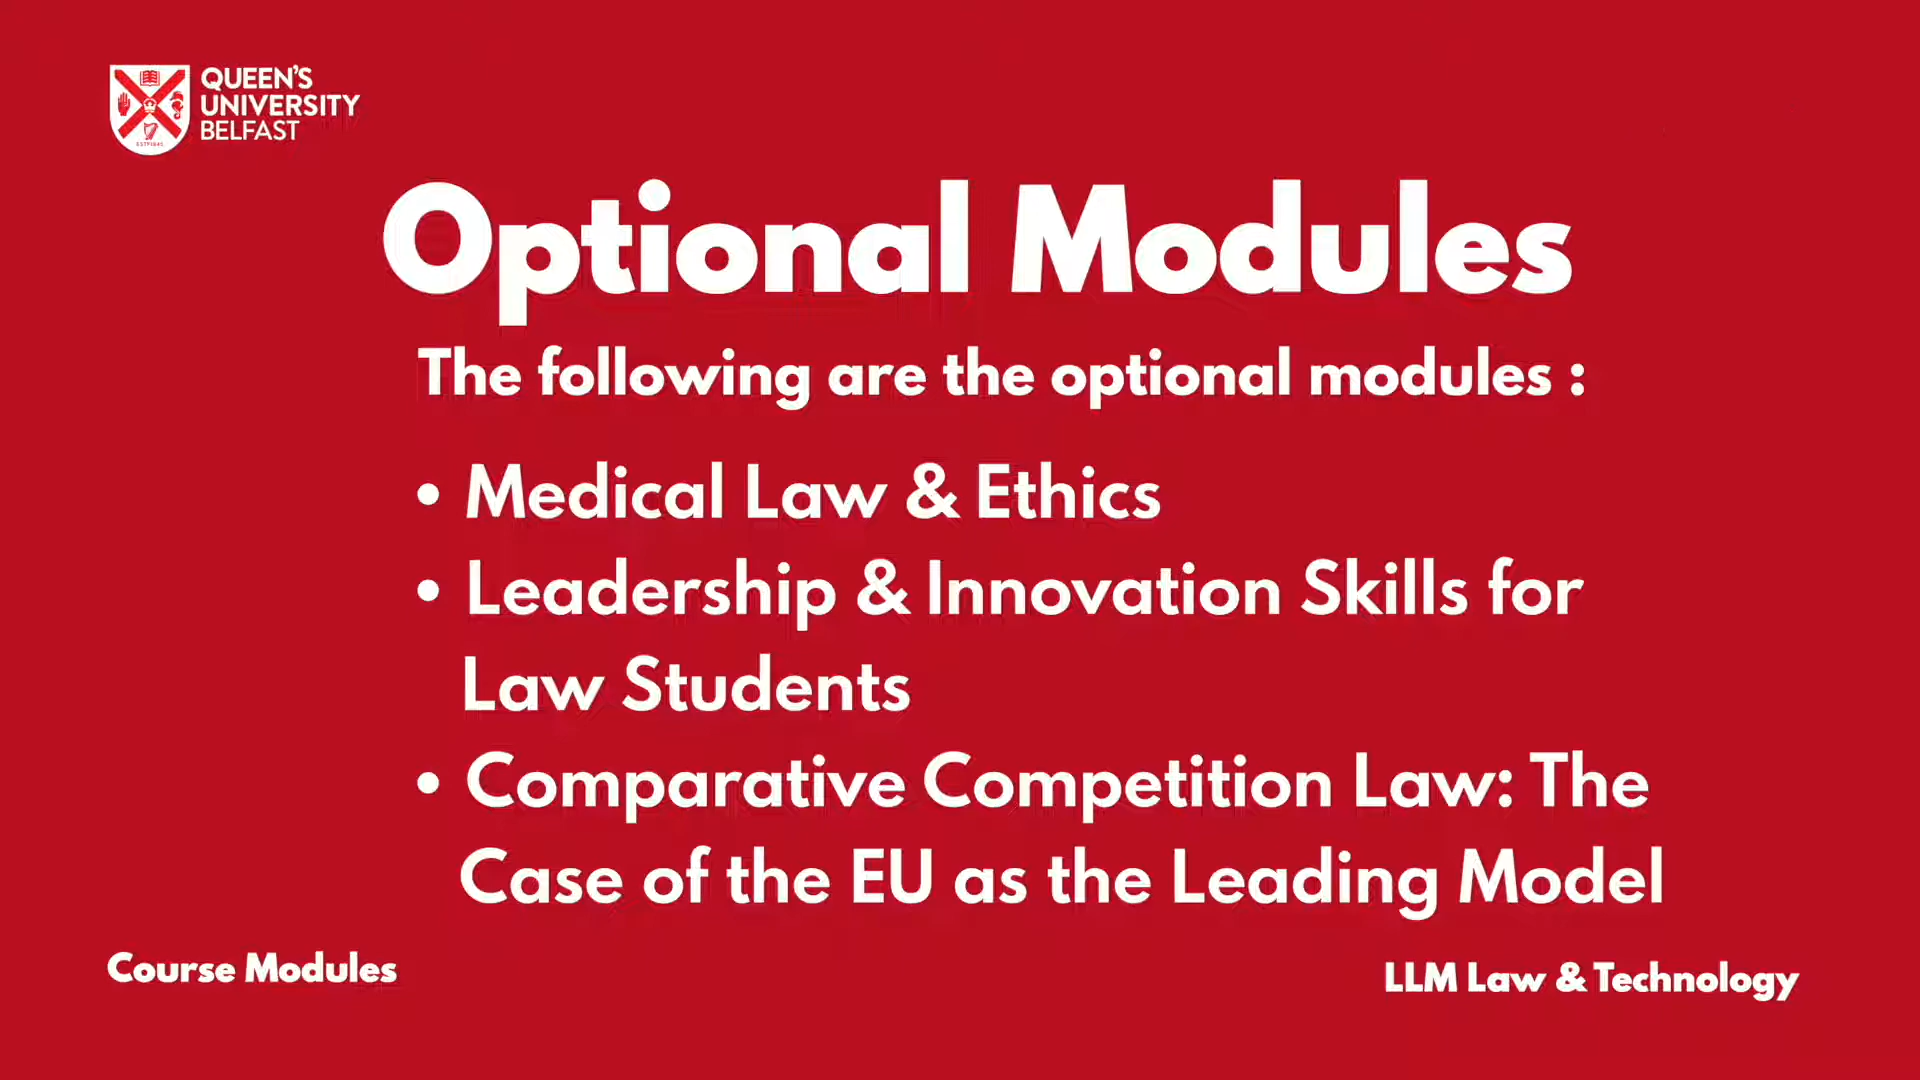 QUEEN'S
UNIVERSITY
BELFAST
ESTD1845
Optional Modules
The following are the optional modules :
• Medical Law & Ethics
• Leadership & Innovation Skills for
Law Students
• Comparative Competition Law: The
Case of the EU as the Leading Model
Course Modules
LLM Law & Technology